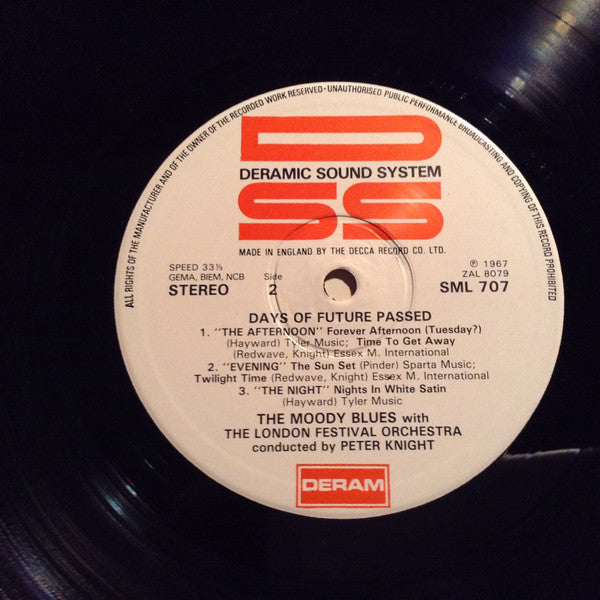 ALL RIGHTS OF THE MANUFACTURER AND OF THE OWNER OF THE RECORDED WORK RESERVED · UNAUTHORISED PUBLIC PERFORMANCE BROADCASTING AND COPYING OF THIS RECORD PROHIBITED
D
DERAMIC SOUND SYSTEM
SS
MADE IN ENGLAND BY THE DECCA RECORD CO. LTD.
SPEED 33⅓ ℗ 1967
GEMA, BIEM, NCB Side ZAL 8079
STEREO 2 SML 707
DAYS OF FUTURE PASSED
1. "THE AFTERNOON" Forever Afternoon (Tuesday?)
(Hayward) Tyler Music; Time To Get Away
(Redwave, Knight) Essex M. International
2. "EVENING" The Sun Set (Pinder) Sparta Music;
Twilight Time (Redwave, Knight) Essex M. International
3. "THE NIGHT" Nights In White Satin
(Hayward) Tyler Music
THE MOODY BLUES with
THE LONDON FESTIVAL ORCHESTRA
conducted by PETER KNIGHT
DERAM